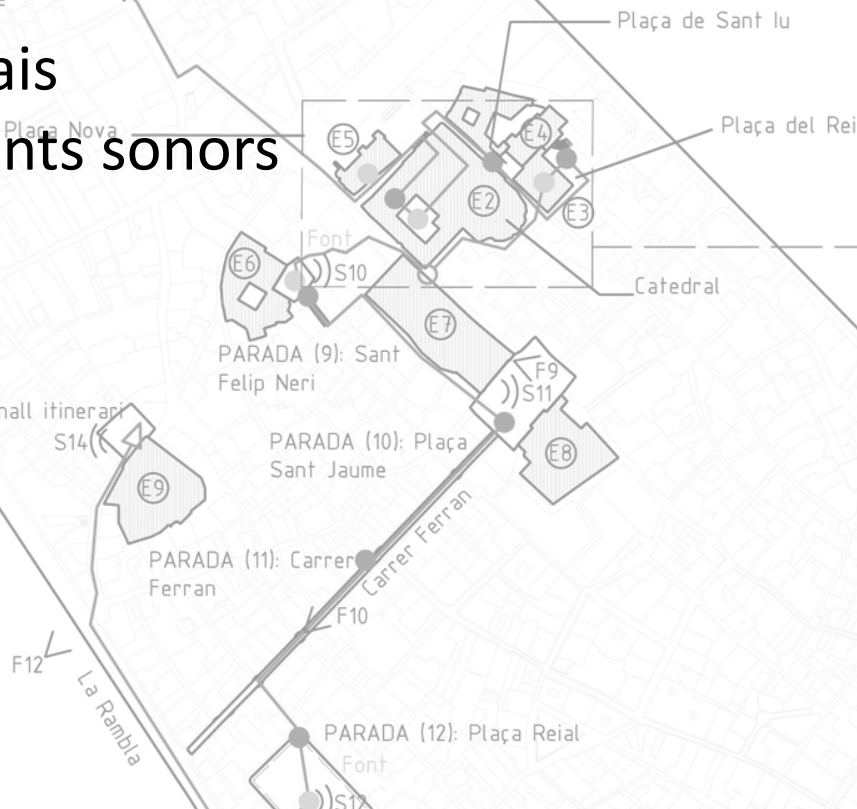 Plaça de Sant Iu
ais
Plaça Nova
E5
E4
Plaça del Rei
nts sonors
E2
E3
Font
E6
S10
Catedral
E7
PARADA (9): Sant
Felip Neri
F9
S11
nall itinerari
S14
PARADA (10): Plaça
Sant Jaume
E8
E9
Carrer Ferran
PARADA (11): Carrer
Ferran
F10
F12
La Rambla
PARADA (12): Plaça Reial
Font
S12